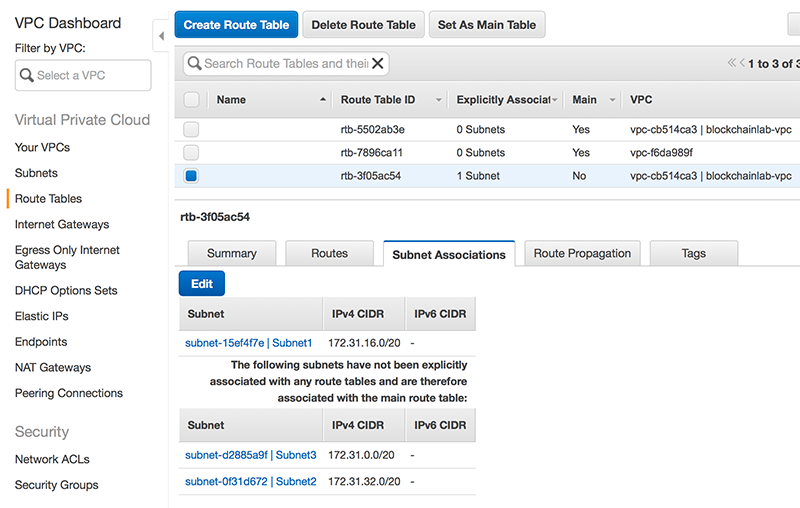 VPC Dashboard
Filter by VPC:
Select a VPC
Virtual Private Cloud
Your VPCs
Subnets
Route Tables
Internet Gateways
Egress Only Internet
Gateways
DHCP Options Sets
Elastic IPs
Endpoints
NAT Gateways
Peering Connections
Security
Network ACLs
Security Groups
Create Route Table Delete Route Table Set As Main Table
Search Route Tables and thei 1 to 3 of 3
Name Route Table ID Explicitly Associat Main VPC
rtb-5502ab3e 0 Subnets Yes vpc-cb514ca3 | blockchainlab-vpc
rtb-7896ca11 0 Subnets Yes vpc-f6da989f
rtb-3f05ac54 1 Subnet No vpc-cb514ca3 | blockchainlab-vpc
rtb-3f05ac54
Summary Routes Subnet Associations Route Propagation Tags
Edit
Subnet IPv4 CIDR IPv6 CIDR
subnet-15ef4f7e | Subnet1 172.31.16.0/20 -
The following subnets have not been explicitly
associated with any route tables and are therefore
associated with the main route table:
Subnet IPv4 CIDR IPv6 CIDR
subnet-d2885a9f | Subnet3 172.31.0.0/20 -
subnet-0f31d672 | Subnet2 172.31.32.0/20 -